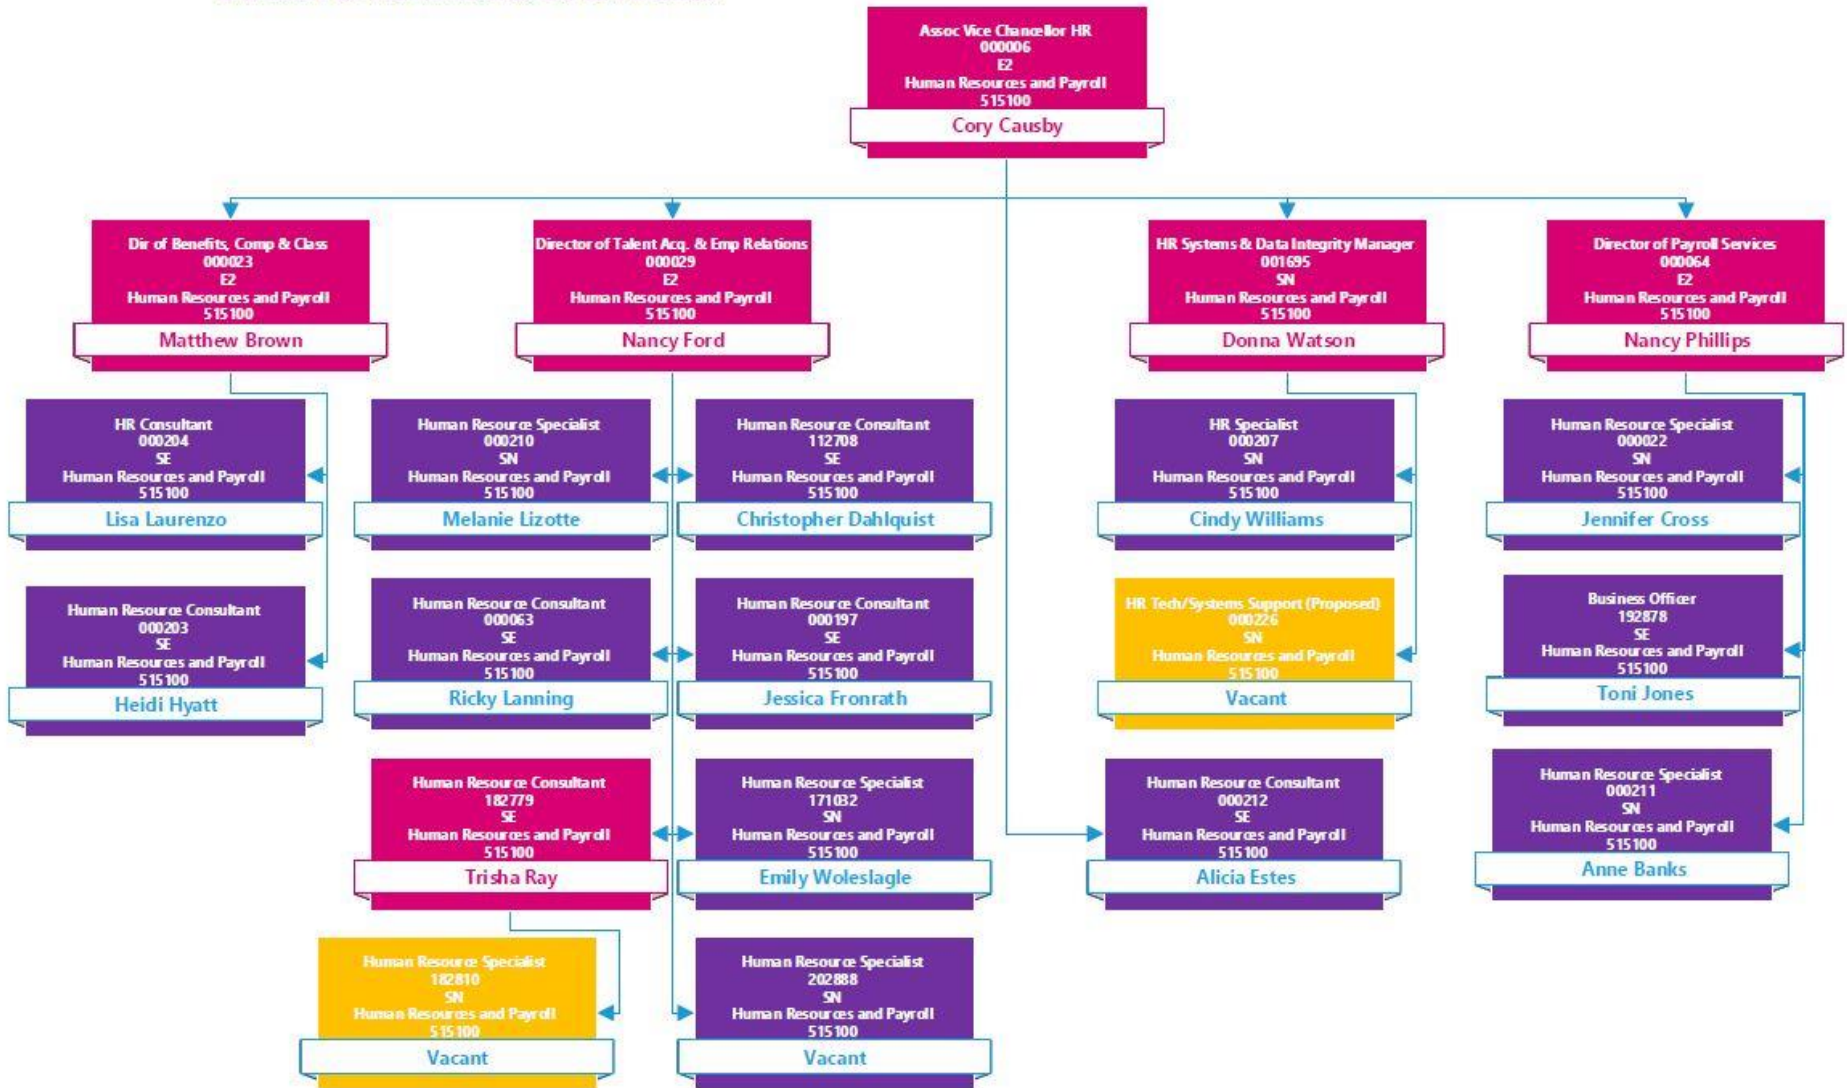 Assoc Vice Chancellor HR
000006
E2
Human Resources and Payroll
515100
Cory Causby
Dir of Benefits, Comp & Class
000023
E2
Human Resources and Payroll
515100
Matthew Brown
Director of Talent Acq. & Emp Relations
000029
E2
Human Resources and Payroll
515100
Nancy Ford
HR Systems & Data Integrity Manager
001695
SN
Human Resources and Payroll
515100
Donna Watson
Director of Payroll Services
000064
E2
Human Resources and Payroll
515100
Nancy Phillips
HR Consultant
000204
SE
Human Resources and Payroll
515100
Lisa Laurenzo
Human Resource Specialist
000210
SN
Human Resources and Payroll
515100
Melanie Lizotte
Human Resource Consultant
112708
SE
Human Resources and Payroll
515100
Christopher Dahlquist
HR Specialist
000207
SN
Human Resources and Payroll
515100
Cindy Williams
Human Resource Specialist
000022
SN
Human Resources and Payroll
515100
Jennifer Cross
Human Resource Consultant
000203
SE
Human Resources and Payroll
515100
Heidi Hyatt
Human Resource Consultant
000063
SE
Human Resources and Payroll
515100
Ricky Lanning
Human Resource Consultant
000197
SE
Human Resources and Payroll
515100
Jessica Fronrath
HR Tech/Systems Support (Proposed)
000226
SN
Human Resources and Payroll
515100
Vacant
Business Officer
192878
SE
Human Resources and Payroll
515100
Toni Jones
Human Resource Consultant
182779
SE
Human Resources and Payroll
515100
Trisha Ray
Human Resource Specialist
171032
SN
Human Resources and Payroll
515100
Emily Woleslagle
Human Resource Consultant
000212
SE
Human Resources and Payroll
515100
Alicia Estes
Human Resource Specialist
000211
SN
Human Resources and Payroll
515100
Anne Banks
Human Resource Specialist
182810
SN
Human Resources and Payroll
515100
Vacant
Human Resource Specialist
202888
SN
Human Resources and Payroll
515100
Vacant